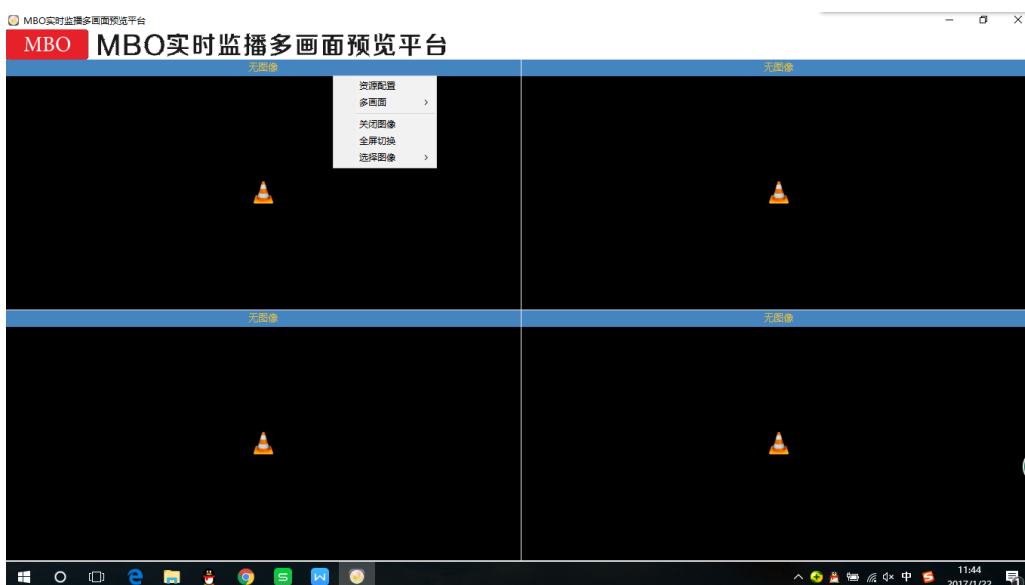 MBO实时监播多画面预览平台
MBO MBO实时监播多画面预览平台
无图像 无图像
资源配置
多画面
关闭图像
全屏切换
选择图像
无图像 无图像
中
11:44
2017/1/22